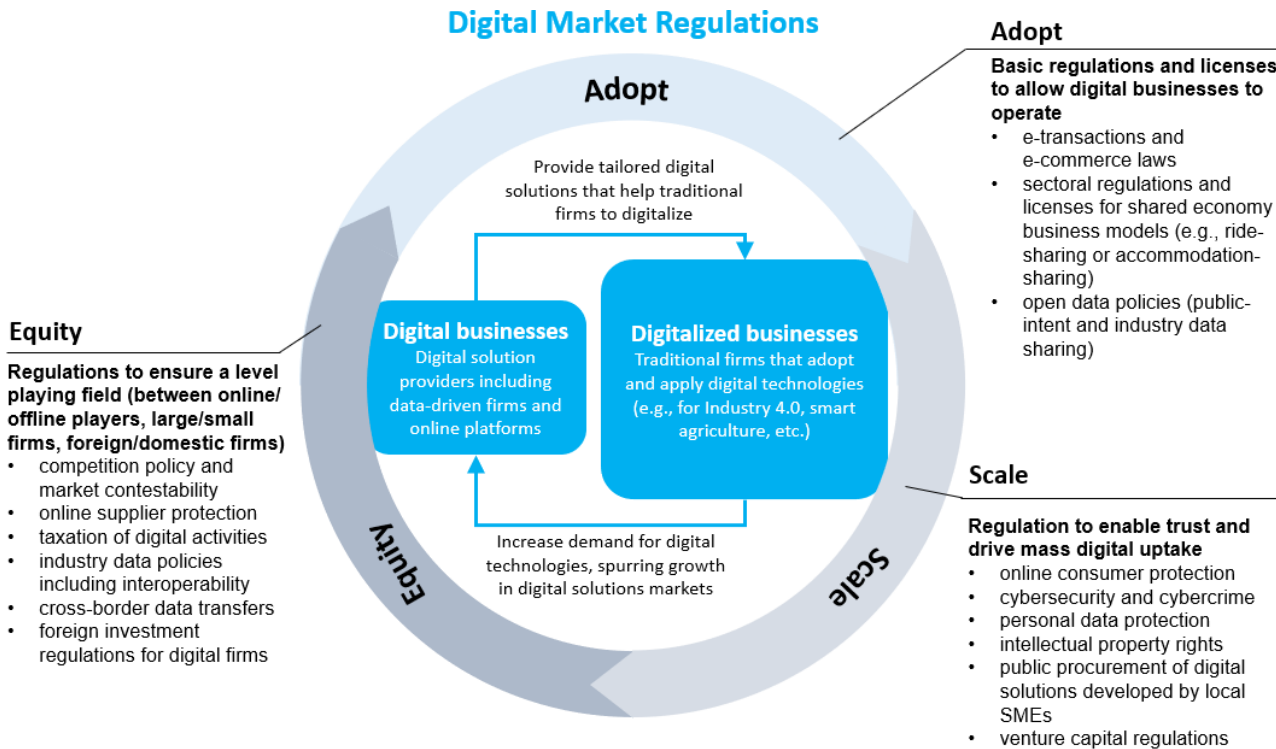 Digital Market Regulations
Adopt
Provide tailored digital
solutions that help traditional
firms to digitalize
Digital businesses
Digital solution
providers including
data-driven firms and
online platforms
Digitalized businesses
Traditional firms that adopt
and apply digital technologies
(e.g., for Industry 4.0, smart
agriculture, etc.)
Increase demand for digital
technologies, spurring growth
in digital solutions markets
Equity
Scale
Adopt
Basic regulations and licenses
to allow digital businesses to
operate
• e-transactions and
e-commerce laws
• sectoral regulations and
licenses for shared economy
business models (e.g., ride-
sharing or accommodation-
sharing)
• open data policies (public-
intent and industry data
sharing)
Equity
Regulations to ensure a level
playing field (between online/
offline players, large/small
firms, foreign/domestic firms)
• competition policy and
market contestability
• online supplier protection
• taxation of digital activities
• industry data policies
including interoperability
• cross-border data transfers
• foreign investment
regulations for digital firms
Scale
Regulation to enable trust and
drive mass digital uptake
• online consumer protection
• cybersecurity and cybercrime
• personal data protection
• intellectual property rights
• public procurement of digital
solutions developed by local
SMEs
• venture capital regulations